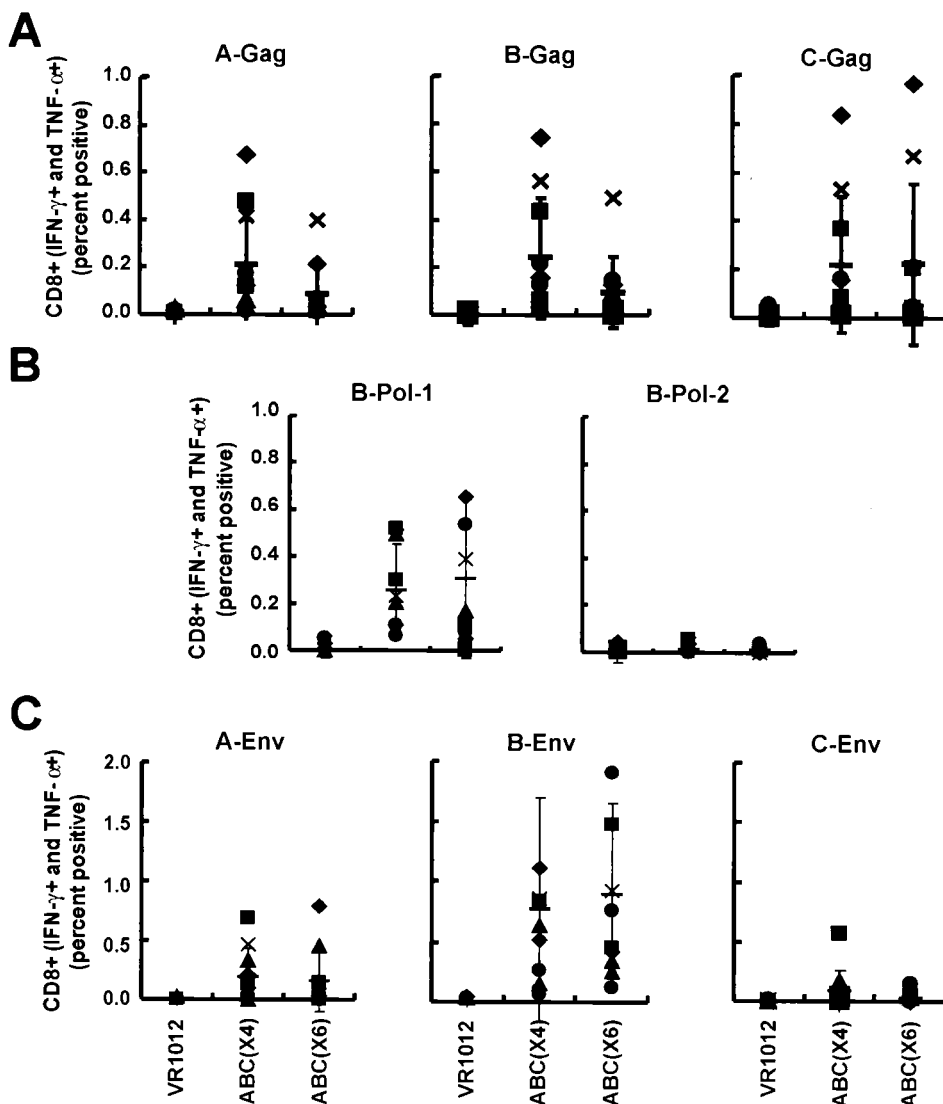 A
A-Gag
B-Gag
C-Gag
CD8+ (IFN-γ+ and TNF-α+)
(percent positive)
1.0
0.8
0.6
0.4
0.2
0.0
B
B-Pol-1
B-Pol-2
CD8+ (IFN-γ+ and TNF-α+)
(percent positive)
1.0
0.8
0.6
0.4
0.2
0.0
C
A-Env
B-Env
C-Env
CD8+ (IFN-γ+ and TNF-α+)
(percent positive)
2.0
1.5
1.0
0.5
0.0
VR1012
ABC(X4)
ABC(X6)
VR1012
ABC(X4)
ABC(X6)
VR1012
ABC(X4)
ABC(X6)